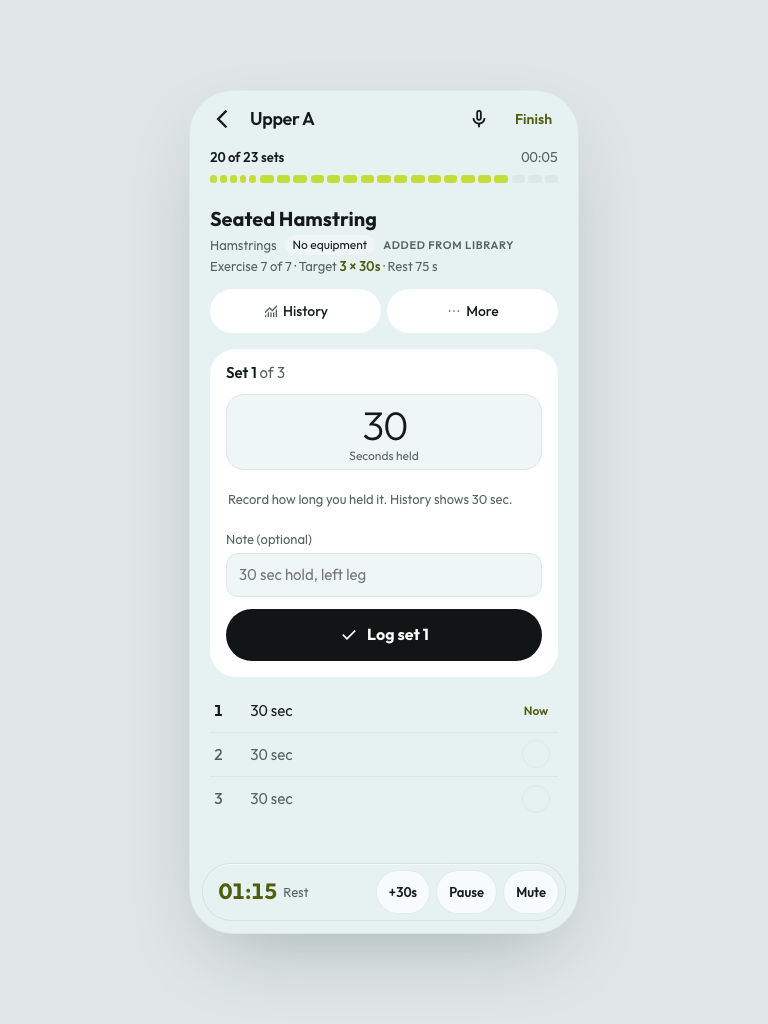 Upper A
Finish
20 of 23 sets
00:05
Seated Hamstring
Hamstrings No equipment ADDED FROM LIBRARY
Exercise 7 of 7 · Target 3 × 30s · Rest 75 s
History
··· More
Set 1 of 3
30
Seconds held
Record how long you held it. History shows 30 sec.
Note (optional)
30 sec hold, left leg
Log set 1
1 30 sec Now
2 30 sec
3 30 sec
01:15 Rest +30s Pause Mute